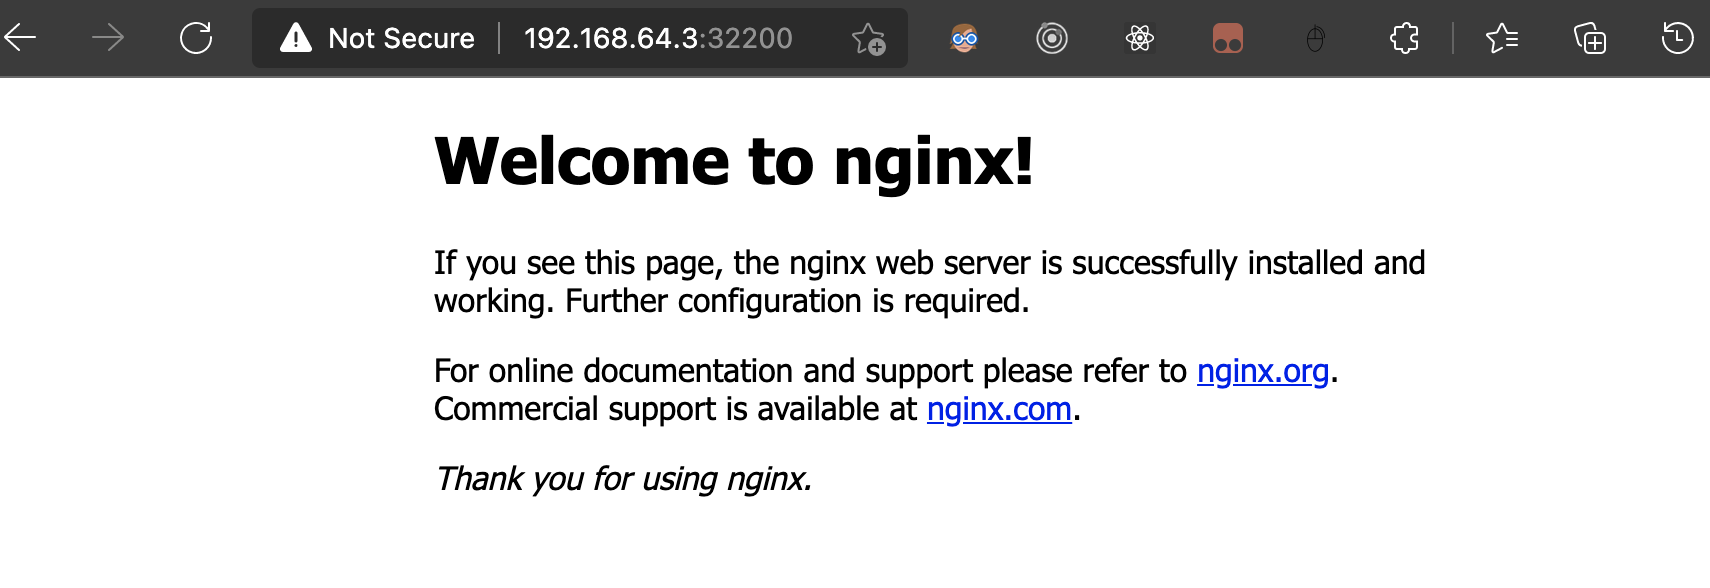 Not Secure 192.168.64.3:32200
Welcome to nginx!
If you see this page, the nginx web server is successfully installed and
working. Further configuration is required.
For online documentation and support please refer to nginx.org.
Commercial support is available at nginx.com.
Thank you for using nginx.